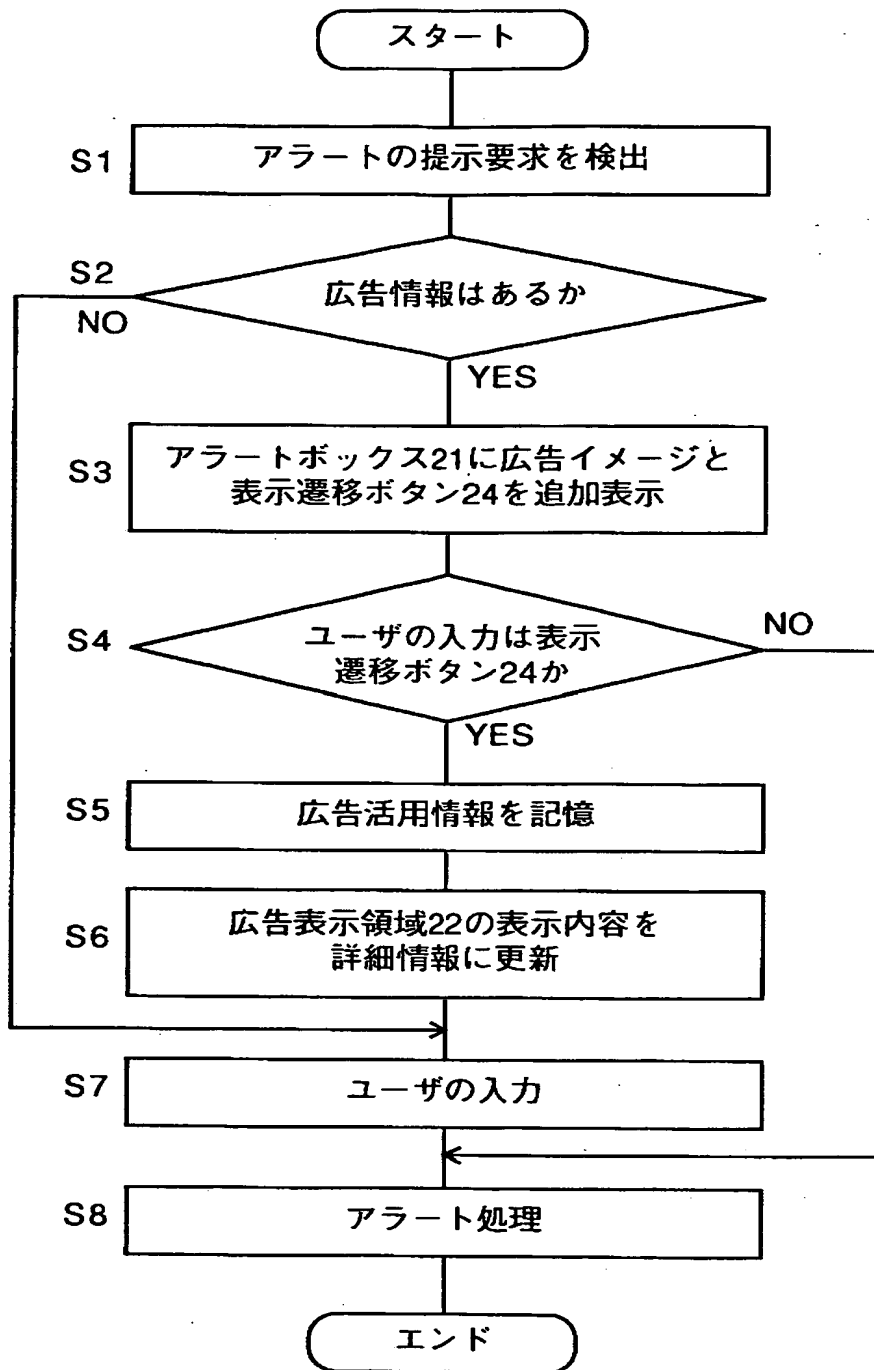 スタート
S1
アラートの提示要求を検出
S2
広告情報はあるか
NO
YES
S3
アラートボックス21に広告イメージと
表示遷移ボタン24を追加表示
S4
ユーザの入力は表示
遷移ボタン24か
NO
YES
S5
広告活用情報を記憶
S6
広告表示領域22の表示内容を
詳細情報に更新
S7
ユーザの入力
S8
アラート処理
エンド